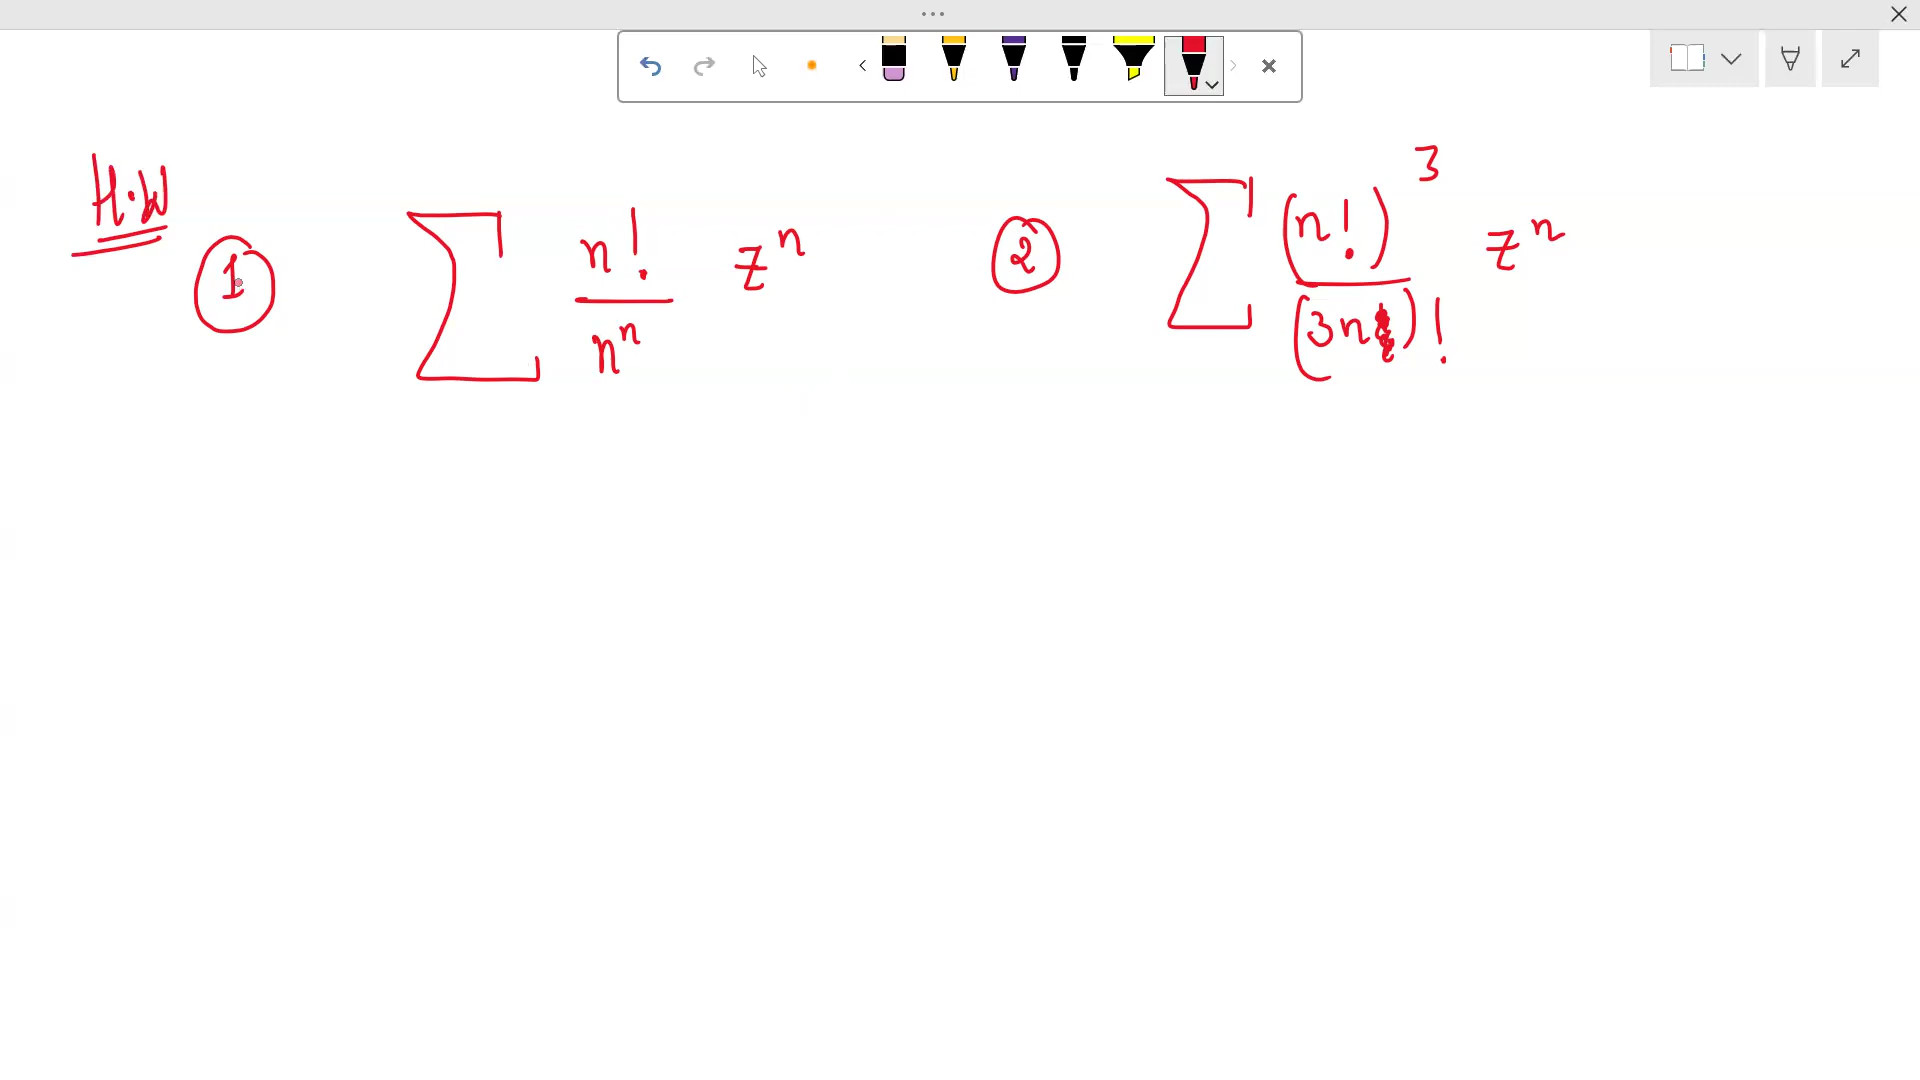 H.W
① Σ n!/n^n z^n
② Σ (n!)^3/(3n)! z^n